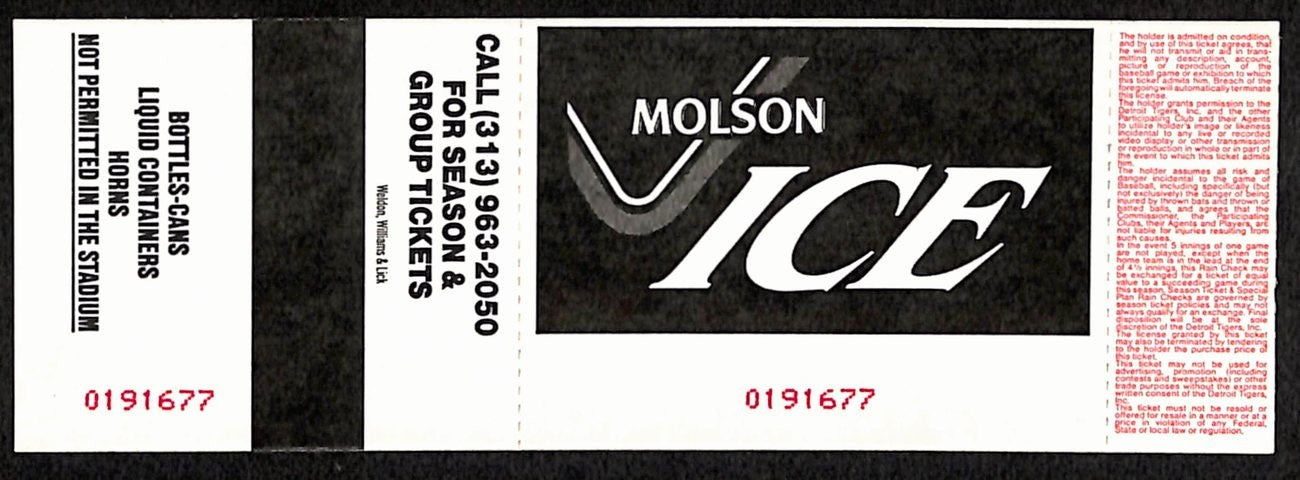 BOTTLES-CANS
LIQUID CONTAINERS
HORNS
NOT PERMITTED IN THE STADIUM
0191677
CALL (313) 963-2050
FOR SEASON &
GROUP TICKETS
Weldon, Williams & Lick
MOLSON
ICE
0191677
The holder is admitted on condition,
and by use of this ticket agrees, that
he will not transmit or aid in trans-
mitting any description, account,
picture or reproduction of the
baseball game or exhibition to which
this ticket admits him. Breach of the
foregoing will automatically terminate
this license.
The holder grants permission to the
Detroit Tigers, Inc. and the other
Participating Club and their Agents
to utilize holder's image or likeness
incidental to any live or recorded
video display or other transmission
or reproduction in whole or in part of
the event to which this ticket admits
him.
The holder assumes all risk and
danger incidental to the game of
Baseball, including specifically (but
not exclusively) the danger of being
injured by thrown bats and thrown or
batted balls, and agrees that the
Commissioner, the Participating
Clubs, their Agents and Players, are
not liable for injuries resulting from
such causes.
In the event 5 innings of one game
are not played, except when the
home team is in the lead at the end
of 4½ innings, this Rain Check may
be exchanged for a ticket of equal
value to a succeeding game during
this season. Season Ticket & Special
Plan Rain Checks are governed by
season ticket policies and may not
always qualify for an exchange. Final
disposition will be at the sole
discretion of the Detroit Tigers, Inc.
The license granted by this ticket
may also be terminated by tendering
to the holder the purchase price of
this ticket.
This ticket may not be used for
advertising, promotion (including
contests and sweepstakes) or other
trade purposes without the express
written consent of the Detroit Tigers,
Inc.
This ticket must not be resold or
offered for resale in a manner or at a
price in violation of any Federal,
State or local law or regulation.